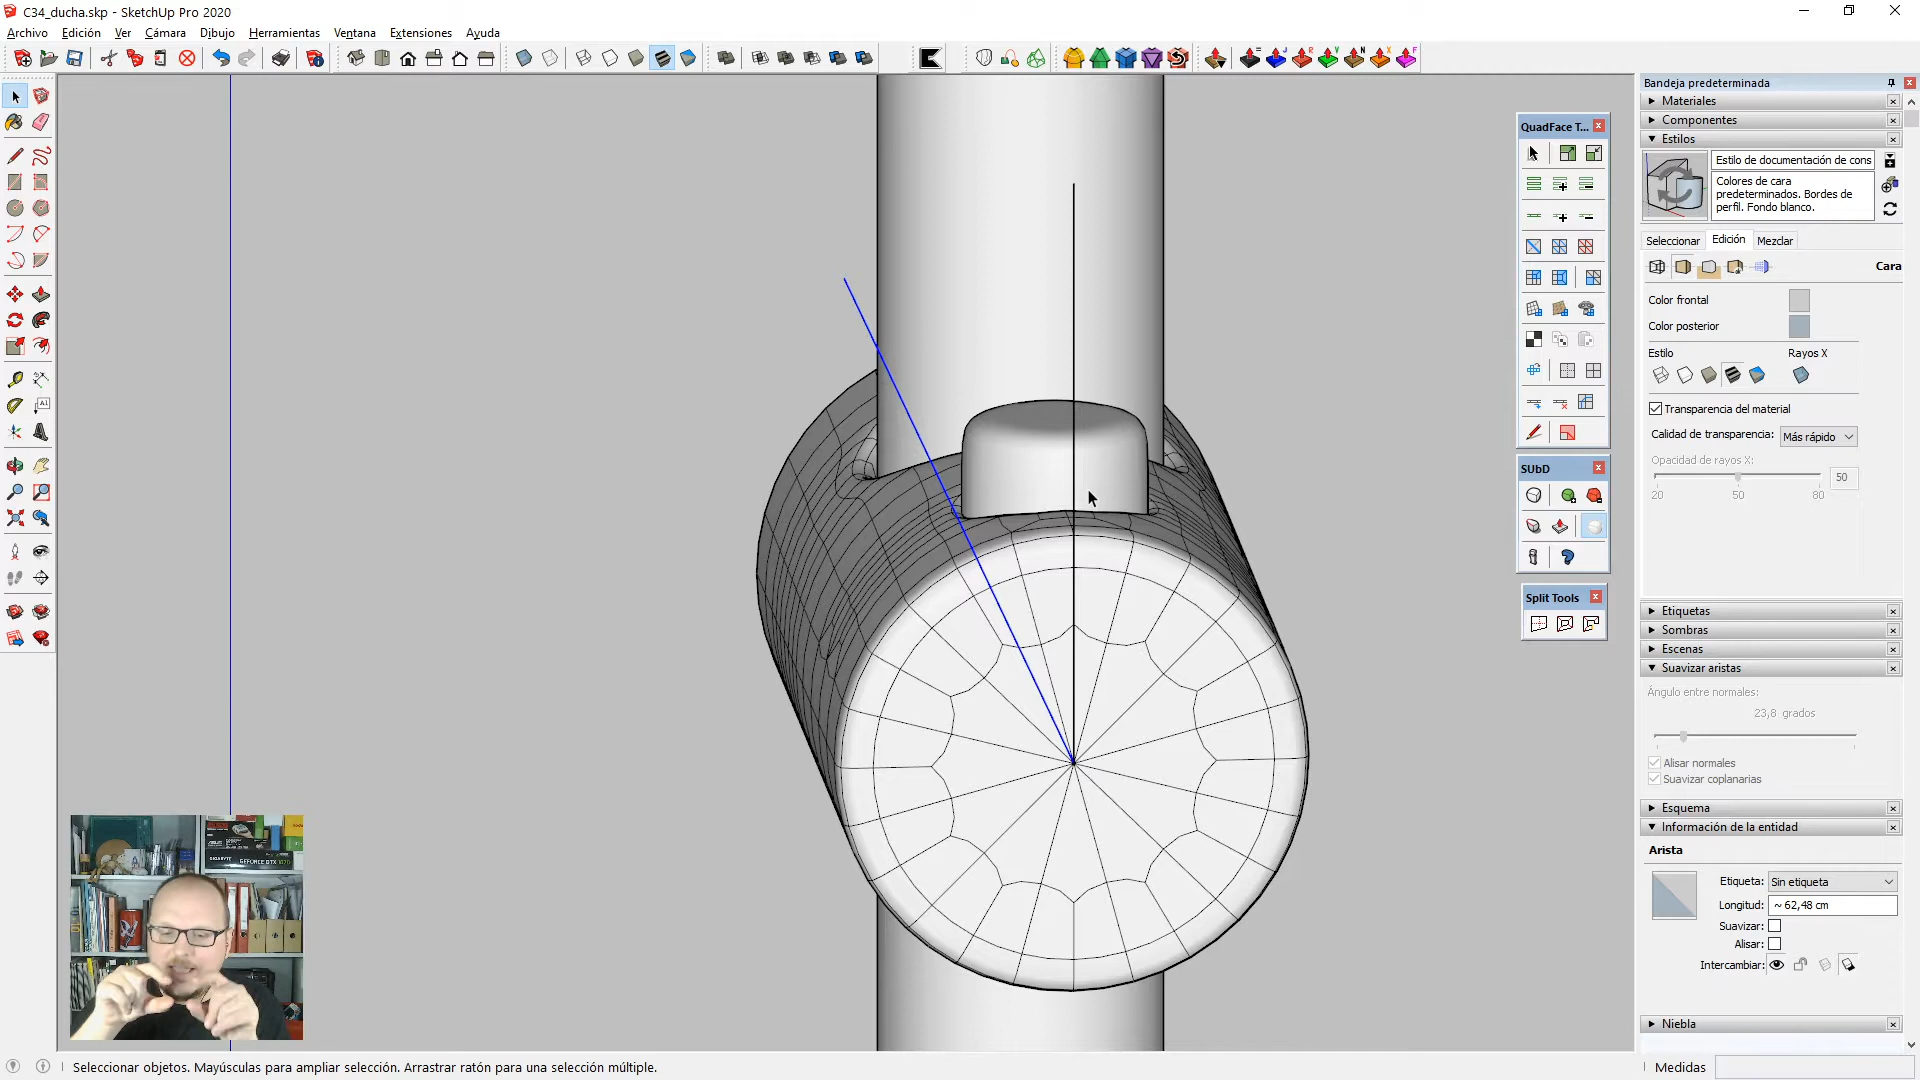 C34_ducha.skp - SketchUp Pro 2020
Archivo Edición Ver Cámara Dibujo Herramientas Ventana Extensiones Ayuda
Bandeja predeterminada
Materiales
Componentes
Estilos
Estilo de documentación de cons
Colores de cara
predeterminados. Bordes de
perfil. Fondo blanco.
Seleccionar Edición Mezclar
Cara
Color frontal
Color posterior
Estilo Rayos X
Transparencia del material
Calidad de transparencia: Más rápido
Opacidad de rayos X:
50
20 50 80
Etiquetas
Sombras
Escenas
Suavizar aristas
Ángulo entre normales:
23,8 grados
Alisar normales
Suavizar coplanarias
Esquema
Información de la entidad
Arista
Etiqueta: Sin etiqueta
Longitud: ~ 62,48 cm
Suavizar:
Alisar:
Intercambiar:
Niebla
QuadFace T...
SUbD
Split Tools
A1
GIGABYTE
GEFORCE GTX 1070
Seleccionar objetos. Mayúsculas para ampliar selección. Arrastrar ratón para una selección múltiple.
Medidas